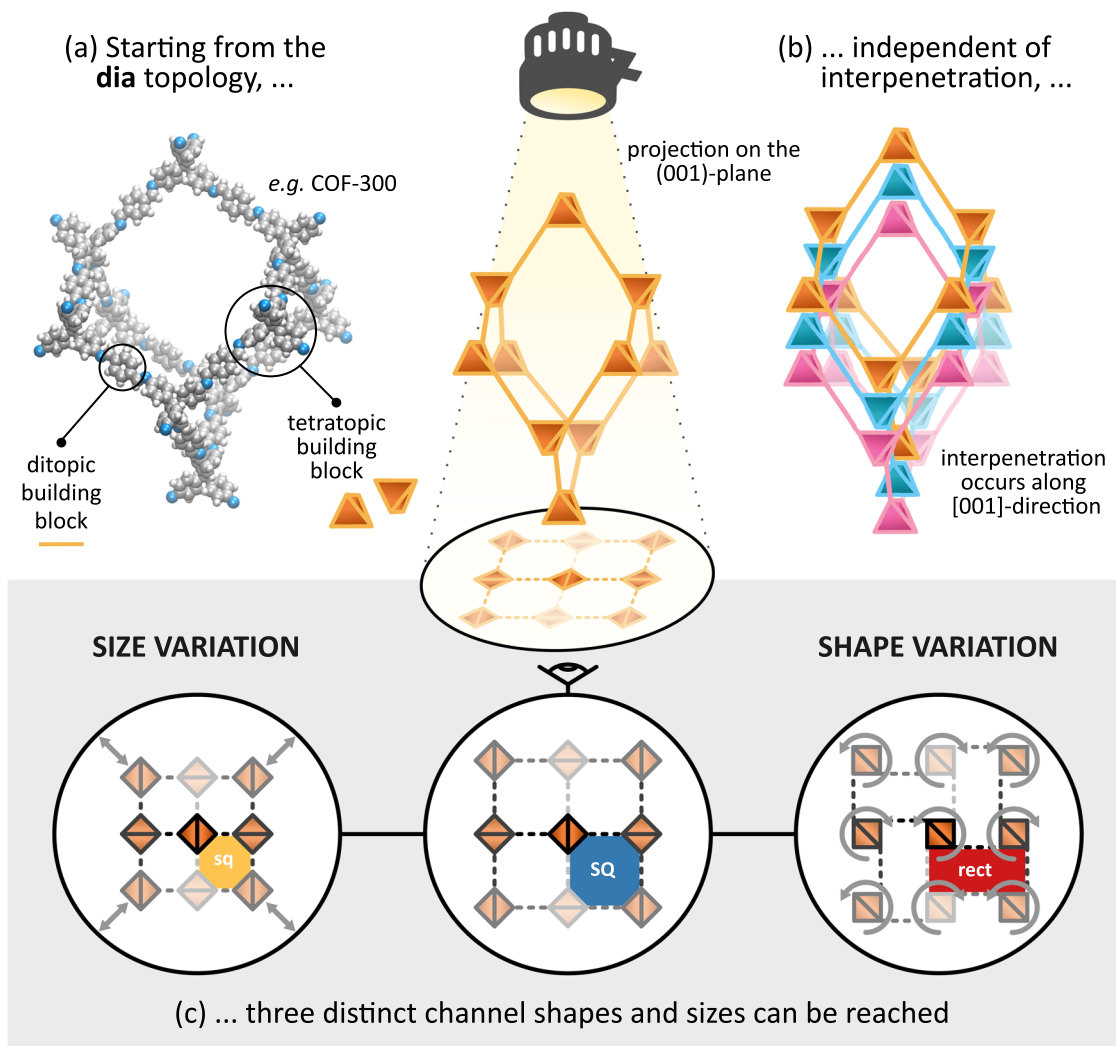 (a) Starting from the
dia topology, ...
e.g. COF-300
ditopic
building
block
tetratopic
building
block
projection on the
(001)-plane
(b) ... independent of
interpenetration, ...
interpenetration
occurs along
[001]-direction
SIZE VARIATION
SHAPE VARIATION
sq
SQ
rect
(c) ... three distinct channel shapes and sizes can be reached